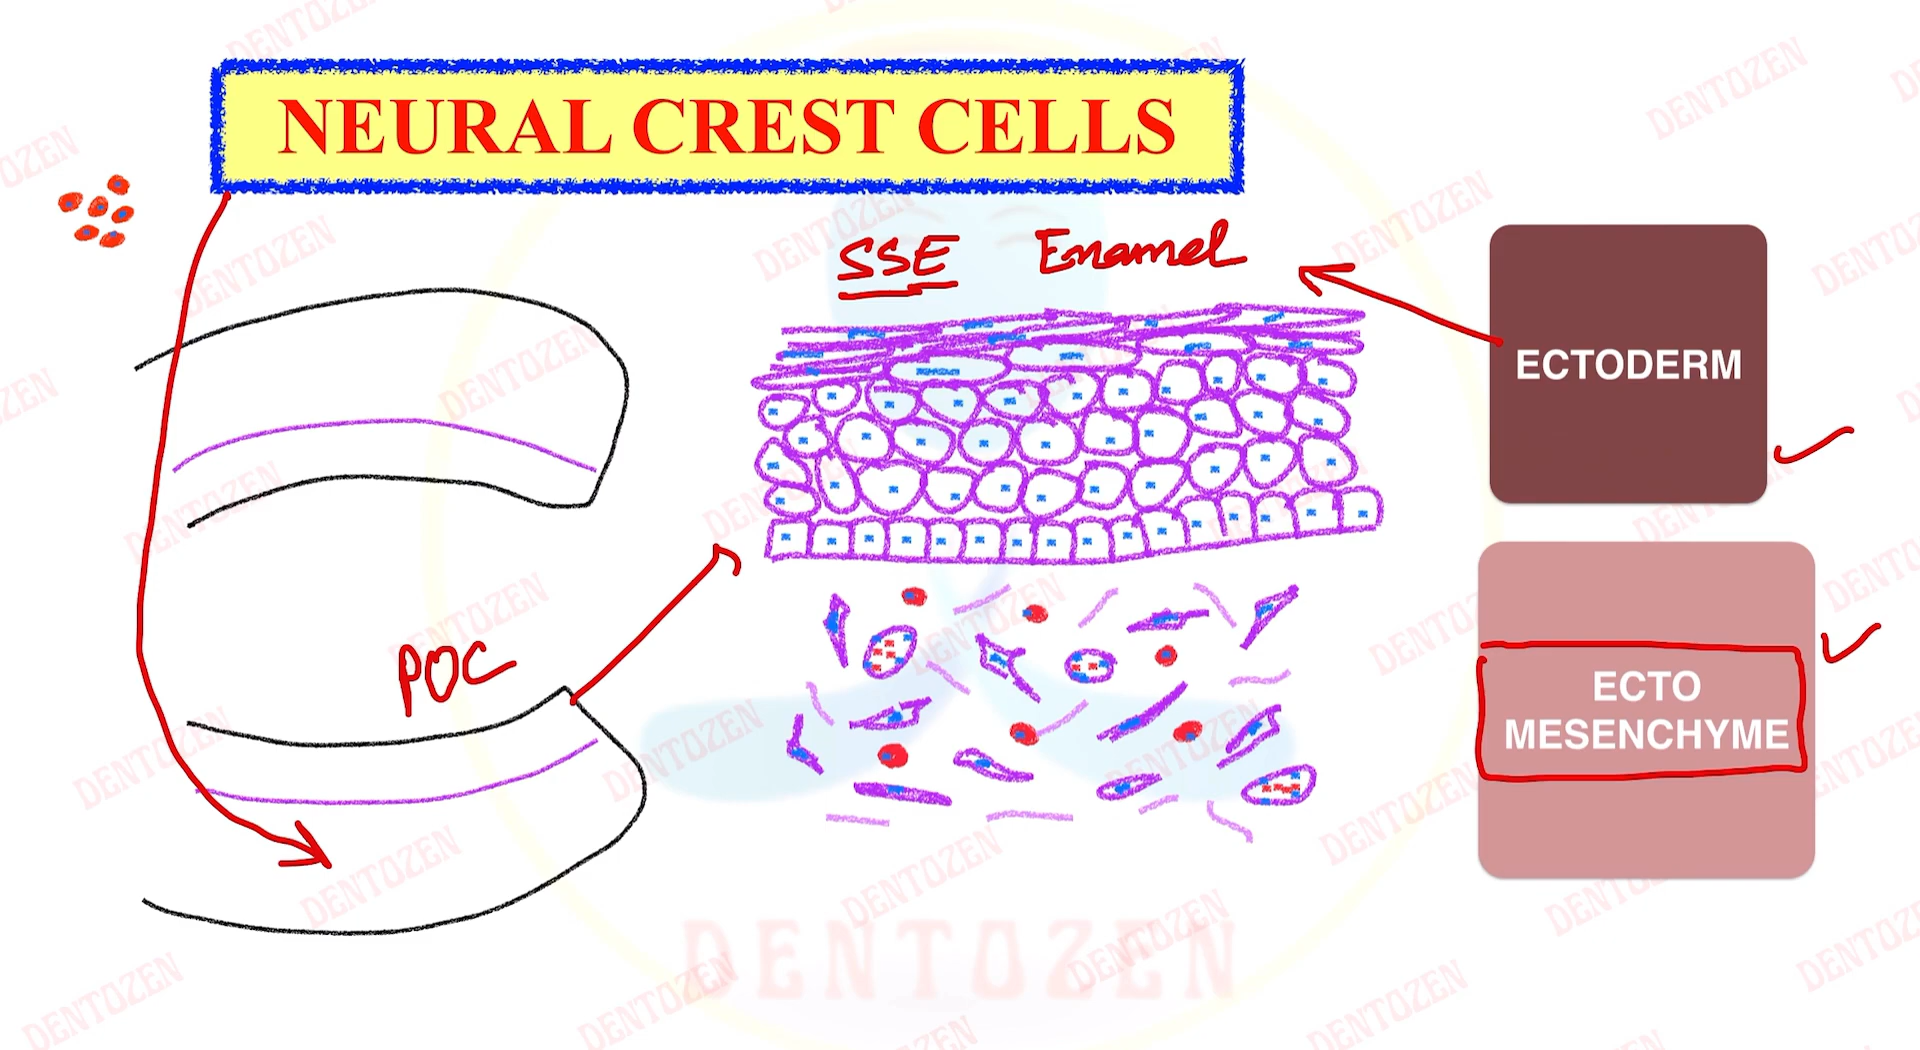 NEURAL CREST CELLS
SSE Enamel
ECTODERM
POC
ECTO
MESENCHYME
DENTOZEN